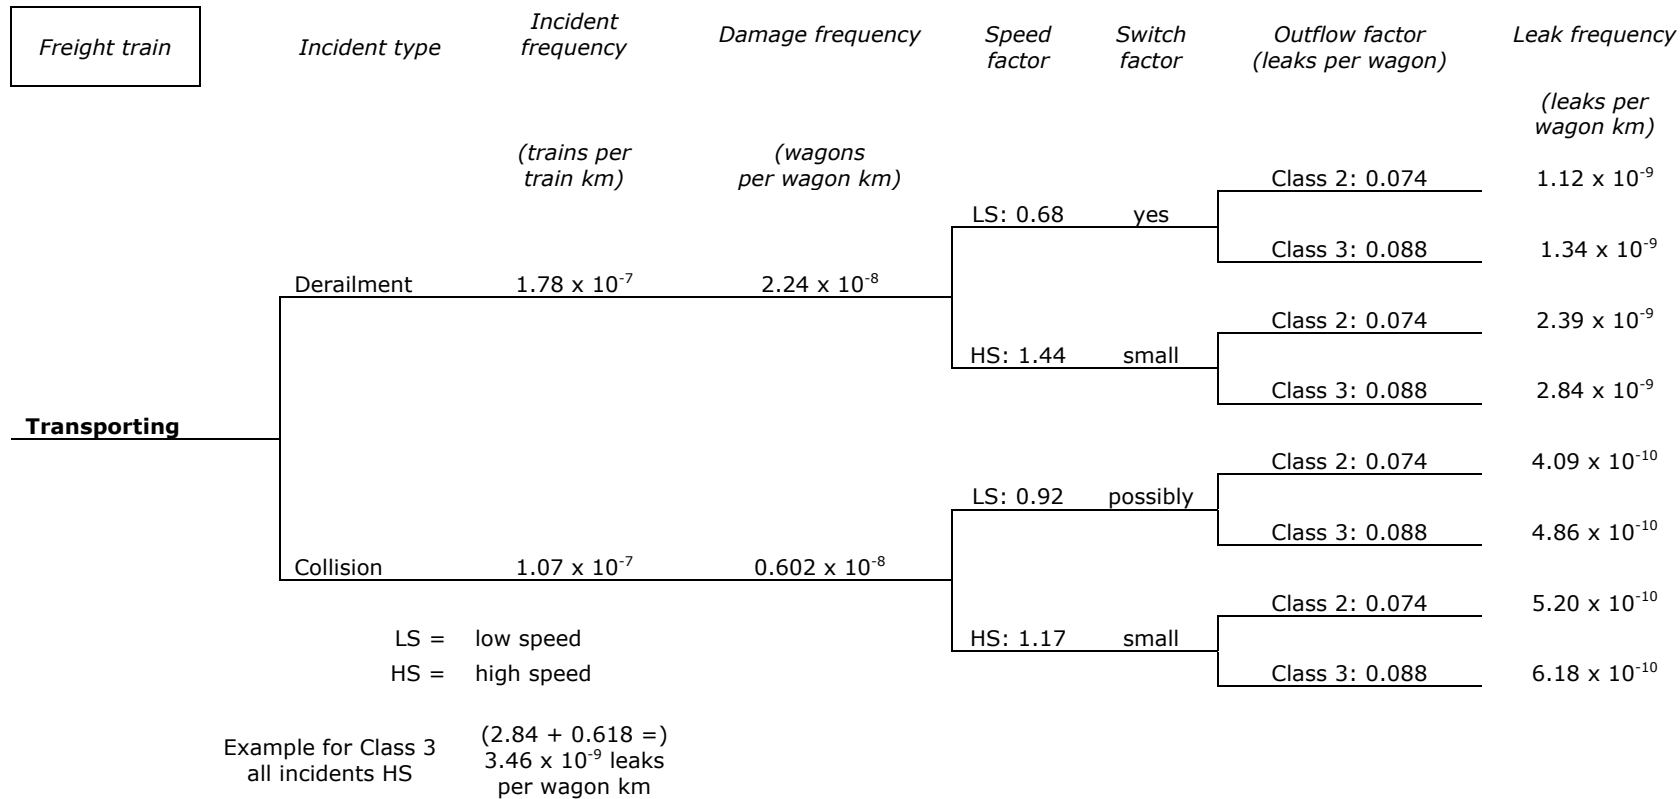 Freight train
Incident type
Incident
frequency
Damage frequency
Speed
factor
Switch
factor
Outflow factor
(leaks per wagon)
Leak frequency
(leaks per
wagon km)
(trains per
train km)
(wagons
per wagon km)
Class 2: 0.074 1.12 x 10⁻⁹
LS: 0.68 yes
Class 3: 0.088 1.34 x 10⁻⁹
Derailment 1.78 x 10⁻⁷ 2.24 x 10⁻⁸
Class 2: 0.074 2.39 x 10⁻⁹
HS: 1.44 small
Class 3: 0.088 2.84 x 10⁻⁹
Transporting
Class 2: 0.074 4.09 x 10⁻¹⁰
LS: 0.92 possibly
Class 3: 0.088 4.86 x 10⁻¹⁰
Collision 1.07 x 10⁻⁷ 0.602 x 10⁻⁸
Class 2: 0.074 5.20 x 10⁻¹⁰
LS = low speed
HS: 1.17 small
HS = high speed
Class 3: 0.088 6.18 x 10⁻¹⁰
Example for Class 3
all incidents HS
(2.84 + 0.618 =)
3.46 x 10⁻⁹ leaks
per wagon km